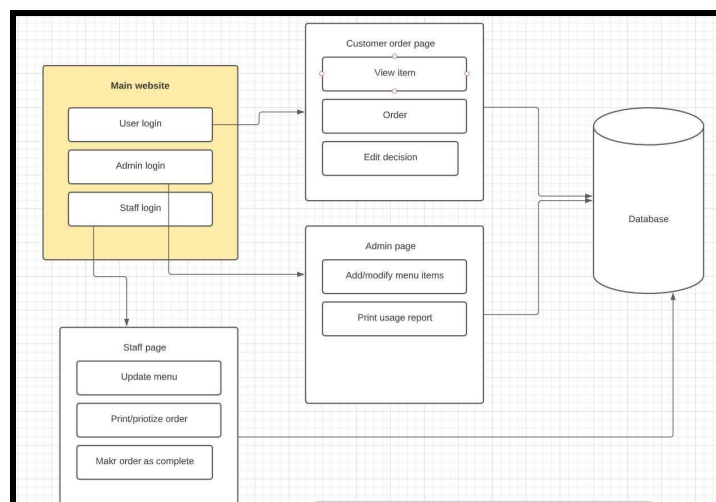 Main website
User login
Admin login
Staff login
Customer order page
View item
Order
Edit decision
Admin page
Add/modify menu items
Print usage report
Database
Staff page
Update menu
Print/priotize order
Makr order as complete